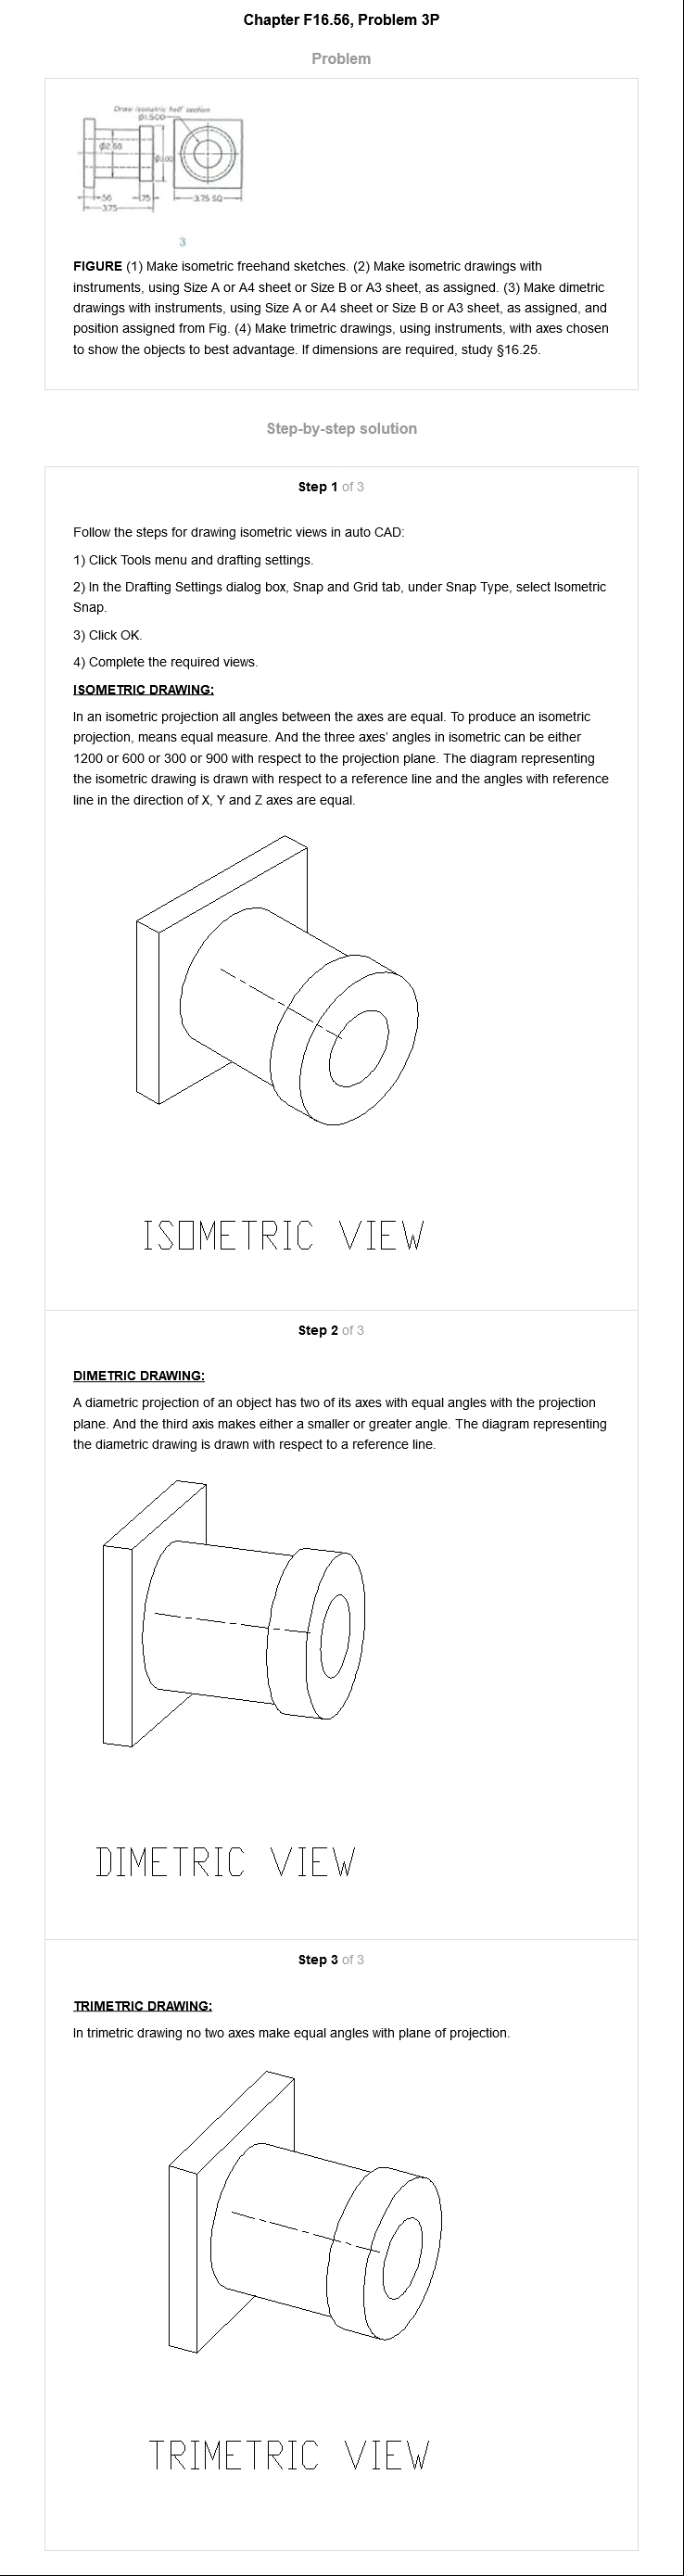 Chapter F16.56, Problem 3P
Problem
Draw isometric half section
Ø1.500
Ø2.68
.56
.75
3.75 SQ
3.75
3
FIGURE (1) Make isometric freehand sketches. (2) Make isometric drawings with
instruments, using Size A or A4 sheet or Size B or A3 sheet, as assigned. (3) Make dimetric
drawings with instruments, using Size A or A4 sheet or Size B or A3 sheet, as assigned, and
position assigned from Fig. (4) Make trimetric drawings, using instruments, with axes chosen
to show the objects to best advantage. If dimensions are required, study §16.25.
Step-by-step solution
Step 1 of 3
Follow the steps for drawing isometric views in auto CAD:
1) Click Tools menu and drafting settings.
2) In the Drafting Settings dialog box, Snap and Grid tab, under Snap Type, select Isometric
Snap.
3) Click OK.
4) Complete the required views.
ISOMETRIC DRAWING:
In an isometric projection all angles between the axes are equal. To produce an isometric
projection, means equal measure. And the three axes' angles in isometric can be either
1200 or 600 or 300 or 900 with respect to the projection plane. The diagram representing
the isometric drawing is drawn with respect to a reference line and the angles with reference
line in the direction of X, Y and Z axes are equal.
ISOMETRIC VIEW
Step 2 of 3
DIMETRIC DRAWING:
A diametric projection of an object has two of its axes with equal angles with the projection
plane. And the third axis makes either a smaller or greater angle. The diagram representing
the diametric drawing is drawn with respect to a reference line.
DIMETRIC VIEW
Step 3 of 3
TRIMETRIC DRAWING:
In trimetric drawing no two axes make equal angles with plane of projection.
TRIMETRIC VIEW